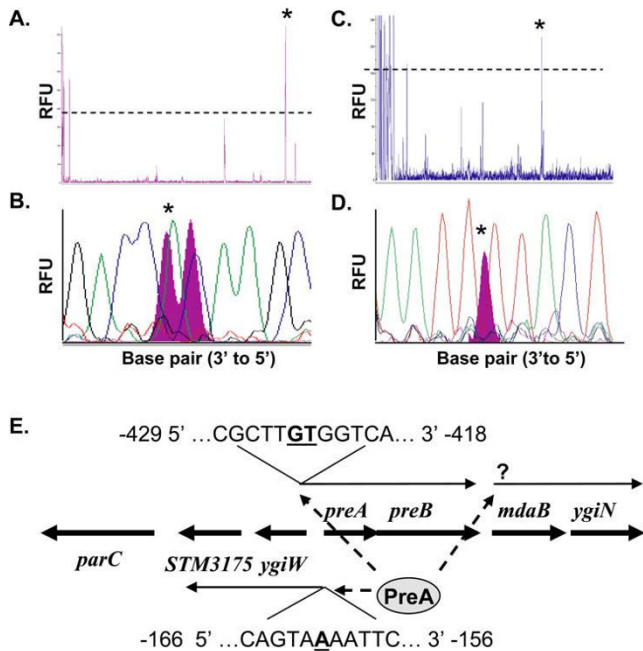 A.
*
RFU
C.
*
RFU
B.
*
RFU
Base pair (3' to 5')
D.
*
RFU
Base pair (3'to 5')
E.
-429 5' …CGCTTGTGGTCA… 3' -418
?
preA preB mdaB ygiN
parC STM3175 ygiW
PreA
-166 5' …CAGTAAAATTC… 3' -156